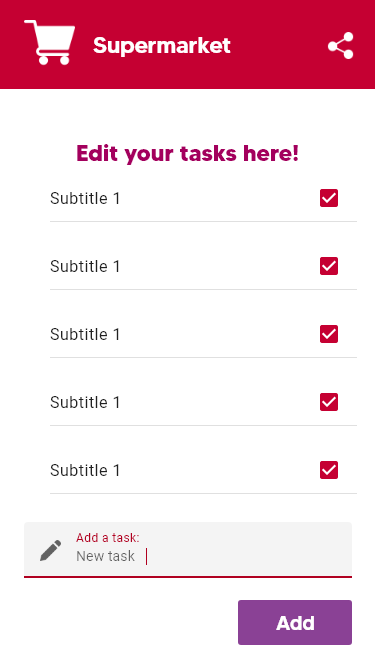 Supermarket
Edit your tasks here!
Subtitle 1
Subtitle 1
Subtitle 1
Subtitle 1
Subtitle 1
Add a task:
New task
Add